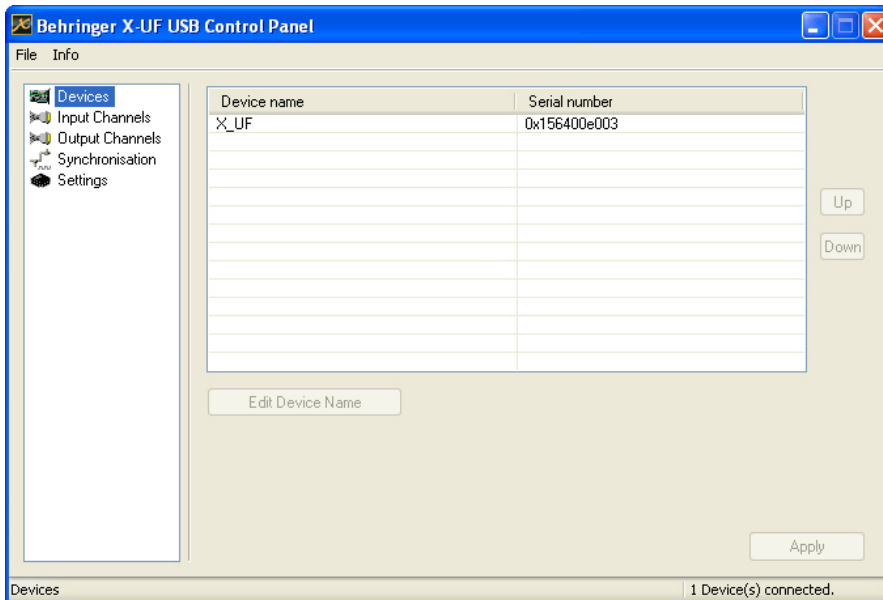 Behringer X-UF USB Control Panel
File Info
Devices
Input Channels
Output Channels
Synchronisation
Settings
Device name Serial number
X_UF 0x156400e003
Up
Down
Edit Device Name
Apply
Devices 1 Device(s) connected.